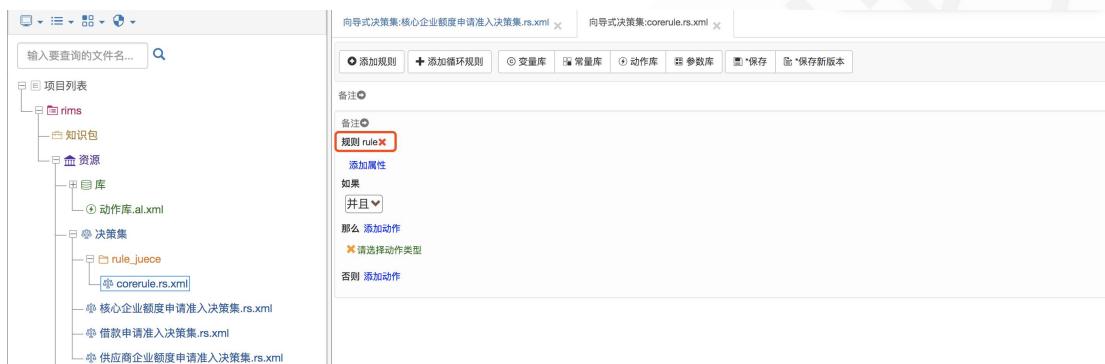 输入要查询的文件名...
项目列表
rims
知识包
资源
库
动作库.al.xml
决策集
rule_juece
corerule.rs.xml
核心企业额度申请准入决策集.rs.xml
借款申请准入决策集.rs.xml
供应商企业额度申请准入决策集.rs.xml
向导式决策集:核心企业额度申请准入决策集.rs.xml 向导式决策集:corerule.rs.xml
添加规则 添加循环规则 变量库 常量库 动作库 参数库 *保存 *保存新版本
备注
备注
规则 rule
添加属性
如果
并且
那么 添加动作
请选择动作类型
否则 添加动作